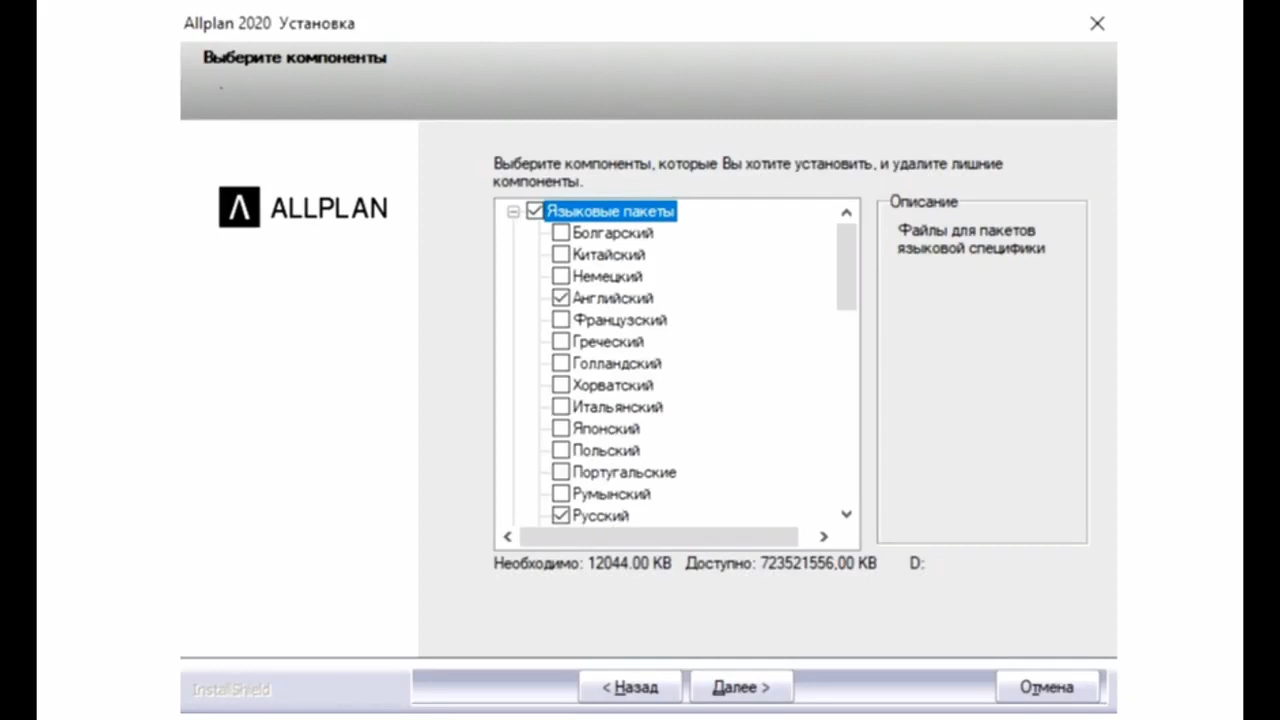 Allplan 2020 Установка
Выберите компоненты
ALLPLAN
Выберите компоненты, которые Вы хотите установить, и удалите лишние
компоненты.
Языковые пакеты
Болгарский
Китайский
Немецкий
Английский
Французский
Греческий
Голландский
Хорватский
Итальянский
Японский
Польский
Португальские
Румынский
Русский
Описание
Файлы для пакетов
языковой специфики
Необходимо: 12044.00 KB Доступно: 723521556,00 KB D:
InstallShield
< Назад
Далее >
Отмена